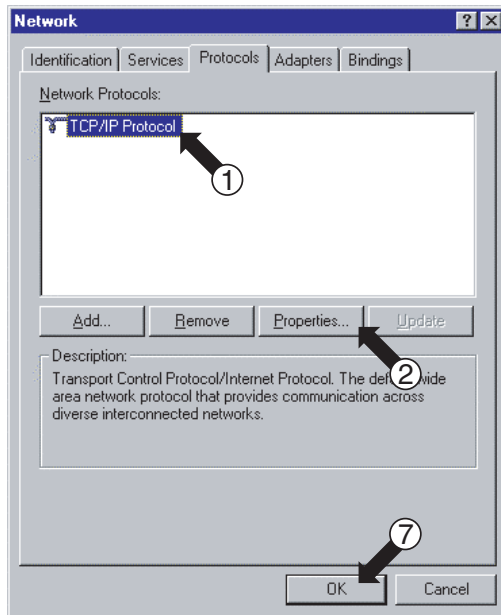 Network
Identification Services Protocols Adapters Bindings
Network Protocols:
TCP/IP Protocol
1
Add... Remove Properties... Update
2
Description:
Transport Control Protocol/Internet Protocol. The def wide
area network protocol that provides communication across
diverse interconnected networks.
7
OK Cancel